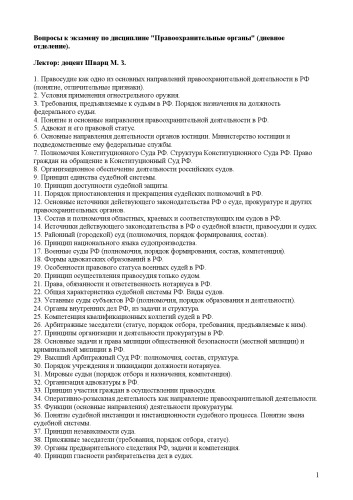 Вопросы к экзамену по дисциплине "Правоохранительные органы" (дневное
отделение).
Лектор: доцент Шварц М. З.
1. Правосудие как одно из основных направлений правоохранительной деятельности в РФ
(понятие, отличительные признаки).
2. Условия применения огнестрельного оружия.
3. Требования, предъявляемые к судьям в РФ. Порядок назначения на должность
федерального судьи.
4. Понятие и основные направления правоохранительной деятельности в РФ.
5. Адвокат и его правовой статус.
6. Основные направления деятельности органов юстиции. Министерство юстиции и
подведомственные ему федеральные службы.
7. Полномочия Конституционного Суда РФ. Структура Конституционного Суда РФ. Право
граждан на обращение в Конституционный Суд РФ.
8. Организационное обеспечение деятельности российских судов.
9. Принцип единства судебной системы.
10. Принцип доступности судебной защиты.
11. Порядок приостановления и прекращения судейских полномочий в РФ.
12. Основные источники действующего законодательства РФ о суде, прокуратуре и других
правоохранительных органов.
13. Состав и полномочия областных, краевых и соответствующих им судов в РФ.
14. Источники действующего законодательства РФ о судебной власти, правосудии и судах.
15. Районный (городской) суд (полномочия, порядок формирования, состав).
16. Принцип национального языка судопроизводства.
17. Военные суды РФ (полномочия, порядок формирования, состав, компетенция).
18. Формы адвокатских образований в РФ.
19. Особенности правового статуса военных судей в РФ.
20. Принцип осуществления правосудия только судом.
21. Права, обязанности и ответственность нотариуса в РФ.
22. Общая характеристика судебной системы РФ. Виды судов.
23. Уставные суды субъектов РФ (полномочия, порядок образования и деятельности).
24. Органы внутренних дел РФ, их задачи и структура.
25. Компетенция квалификационных коллегий судей в РФ.
26. Арбитражные заседатели (статус, порядок отбора, требования, предъявляемые к ним).
27. Принципы организации и деятельности прокуратуры в РФ.
28. Основные задачи и права милиции общественной безопасности (местной милиции) и
криминальной милиции в РФ.
29. Высший Арбитражный Суд РФ: полномочия, состав, структура.
30. Порядок учреждения и ликвидации должности нотариуса.
31. Мировые судьи (порядок отбора и назначения, компетенция).
32. Организация адвокатуры в РФ.
33. Принцип участия граждан в осуществлении правосудия.
34. Оперативно-розыскная деятельность как направление правоохранительной деятельности.
35. Функции (основные направления) деятельности прокуратуры.
36. Понятие судебной инстанции и инстанционности судебного процесса. Понятие звена
судебной системы.
37. Принцип независимости суда.
38. Присяжные заседатели (требования, порядок отбора, статус).
39. Органы предварительного следствия РФ, задачи и компетенция.
40. Принцип гласности разбирательства дел в судах.
1